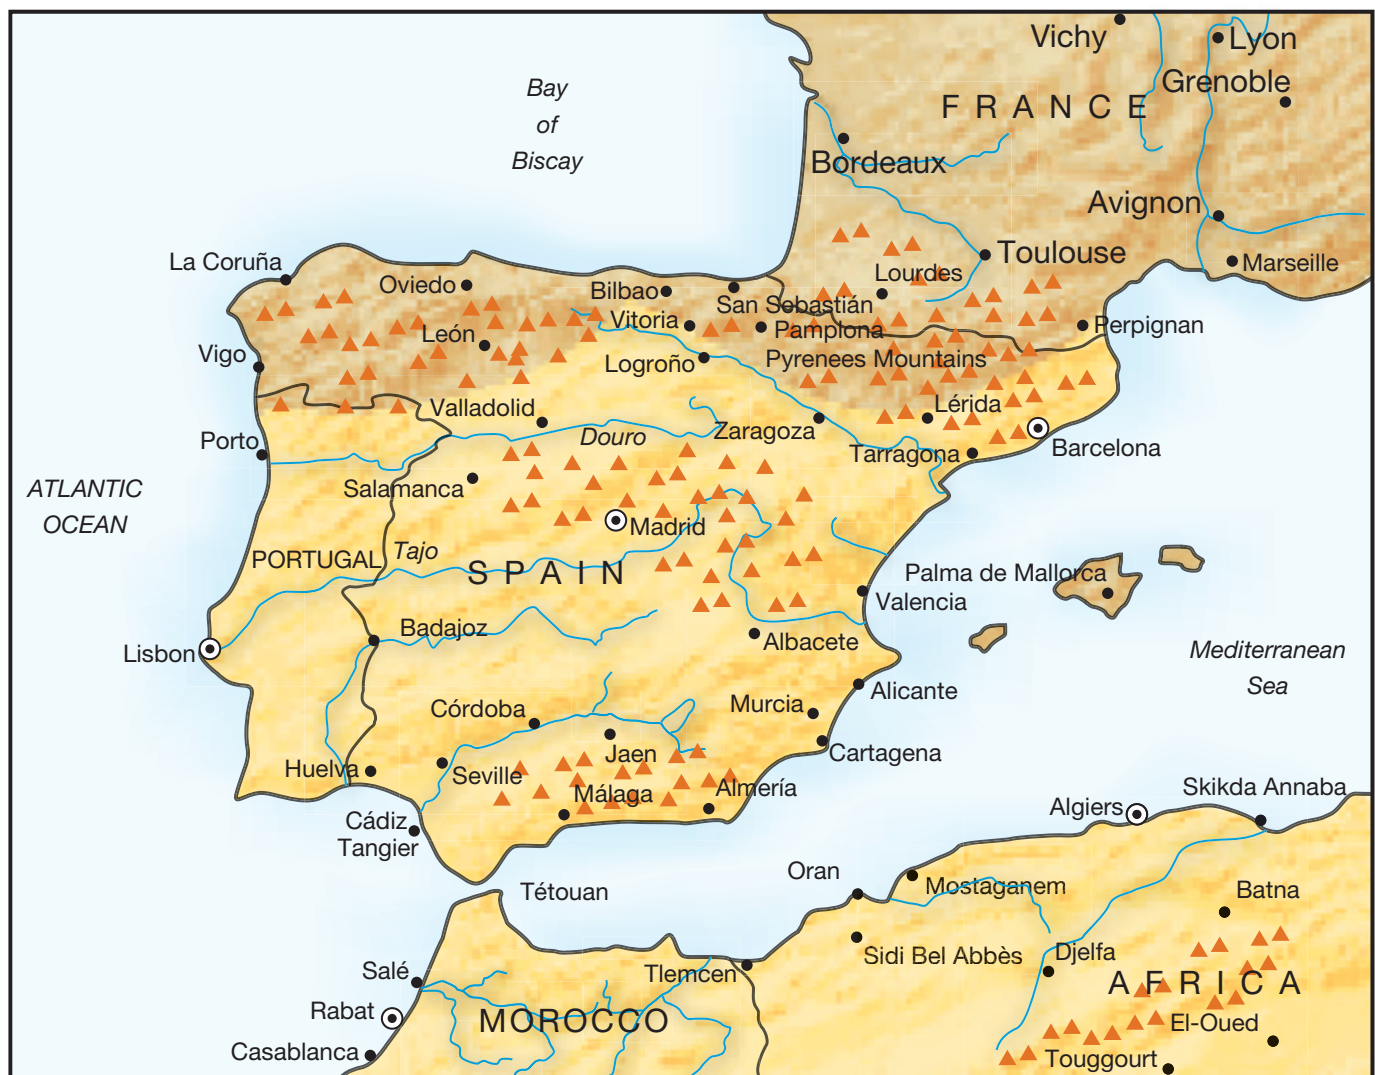 Vichy
Lyon
Grenoble
Bay
of
Biscay
FRANCE
Bordeaux
Avignon
Toulouse
Marseille
La Coruña
Oviedo
Bilbao
Lourdes
San Sebastián
Vitoria
Pamplona
Perpignan
León
Vigo
Logroño
Pyrenees Mountains
Valladolid
Lérida
Porto
Douro
Zaragoza
Tarragona
Barcelona
ATLANTIC
OCEAN
Salamanca
Madrid
PORTUGAL
Tajo
SPAIN
Palma de Mallorca
Valencia
Badajoz
Lisbon
Albacete
Mediterranean
Sea
Alicante
Murcia
Córdoba
Cartagena
Jaen
Huelva
Seville
Málaga
Almería
Skikda Annaba
Algiers
Cádiz
Tangier
Oran
Tétouan
Mostaganem
Batna
Sidi Bel Abbès
Djelfa
Salé
Tlemcen
AFRICA
Rabat
MOROCCO
El-Oued
Casablanca
Touggourt